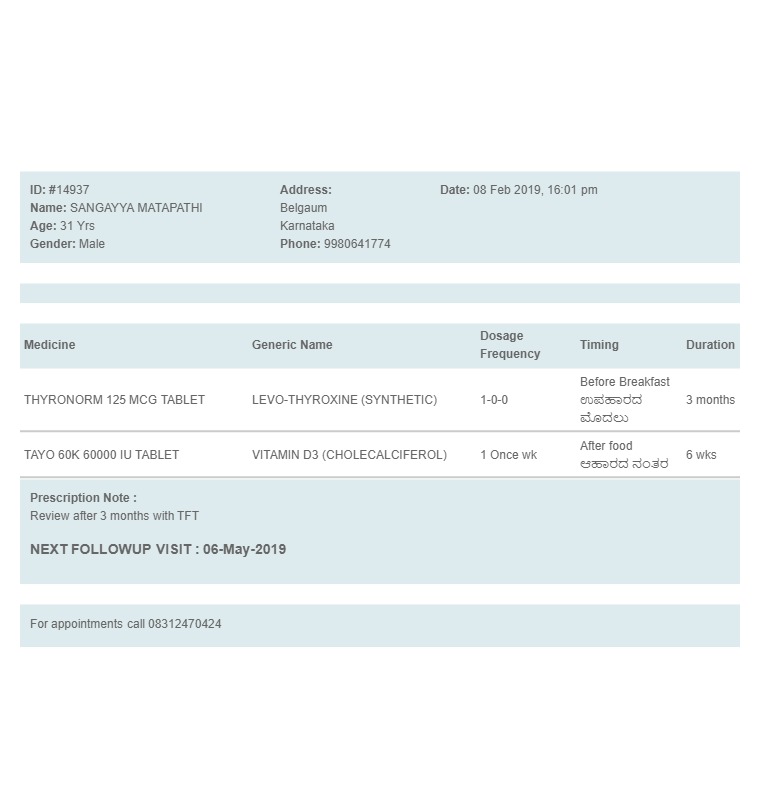 ID: #14937
Name: SANGAYYA MATAPATHI
Age: 31 Yrs
Gender: Male
Address:
Belgaum
Karnataka
Phone: 9980641774
Date: 08 Feb 2019, 16:01 pm
Medicine Generic Name Dosage Frequency Timing Duration
THYRONORM 125 MCG TABLET LEVO-THYROXINE (SYNTHETIC) 1-0-0 Before Breakfast 3 months
ಉಪಹಾರದ
ಮೊದಲು
TAYO 60K 60000 IU TABLET VITAMIN D3 (CHOLECALCIFEROL) 1 Once wk After food 6 wks
ಆಹಾರದ ನಂತರ
Prescription Note :
Review after 3 months with TFT
NEXT FOLLOWUP VISIT : 06-May-2019
For appointments call 08312470424